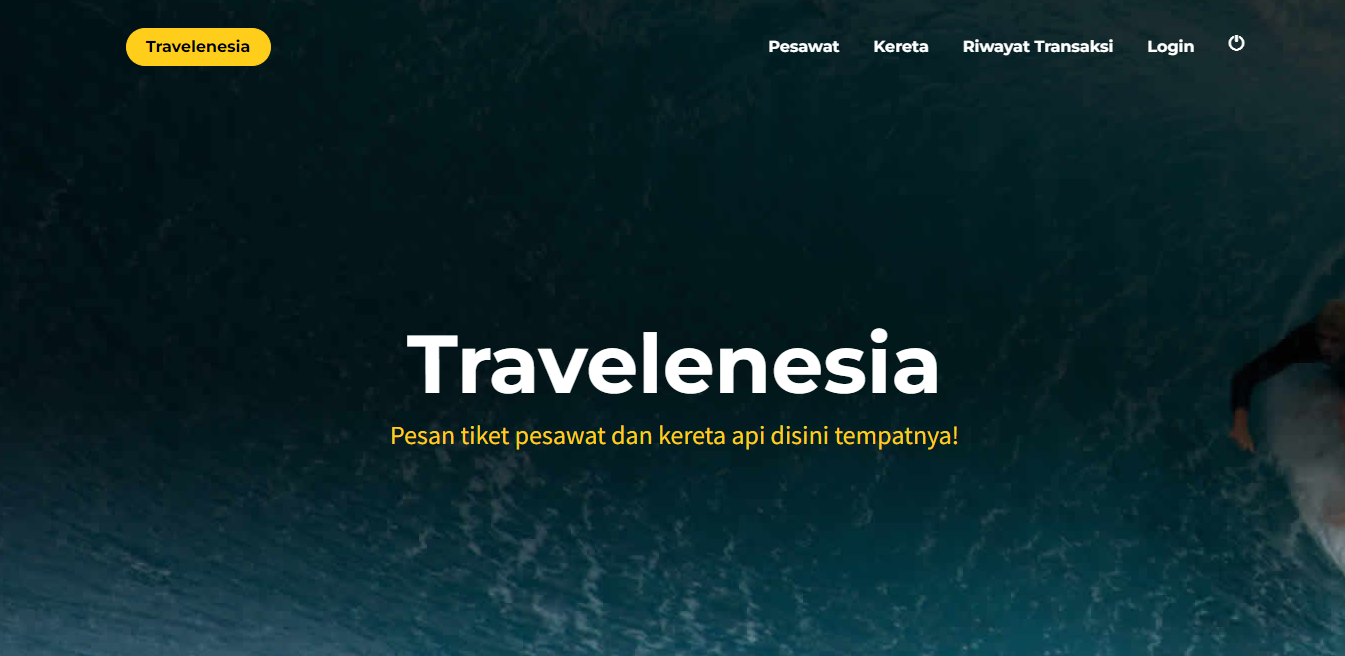 Travelenesia
Pesawat Kereta Riwayat Transaksi Login
Travelenesia
Pesan tiket pesawat dan kereta api disini tempatnya!